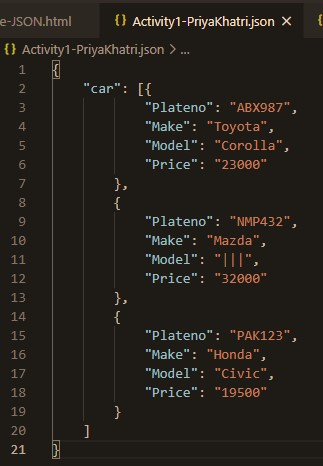 e-JSON.html
{} Activity1-PriyaKhatri.json ×
{} Activity1-PriyaKhatri.json > ...
1 {
2 "car": [{
3 "Plateno": "ABX987",
4 "Make": "Toyota",
5 "Model": "Corolla",
6 "Price": "23000"
7 },
8 {
9 "Plateno": "NMP432",
10 "Make": "Mazda",
11 "Model": "|||",
12 "Price": "32000"
13 },
14 {
15 "Plateno": "PAK123",
16 "Make": "Honda",
17 "Model": "Civic",
18 "Price": "19500"
19 }
20 ]
21 }